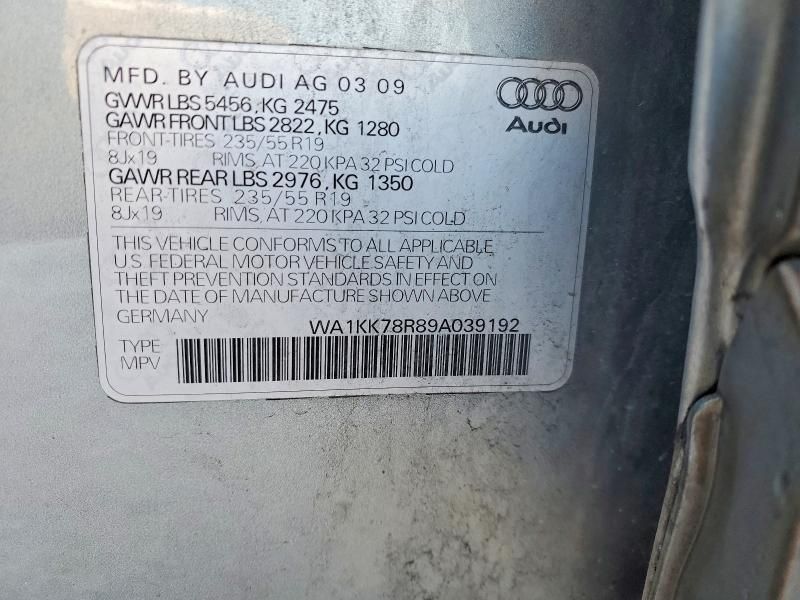 MFD. BY AUDI AG 03 09
GVWR LBS 5456, KG 2475
GAWR FRONT LBS 2822, KG 1280
FRONT-TIRES 235/55 R19
8Jx19 RIMS, AT 220 KPA 32 PSI COLD
GAWR REAR LBS 2976, KG 1350
REAR-TIRES 235/55 R19
8Jx19 RIMS, AT 220 KPA 32 PSI COLD
Audi
THIS VEHICLE CONFORMS TO ALL APPLICABLE
U.S FEDERAL MOTOR VEHICLE SAFETY AND
THEFT PREVENTION STANDARDS IN EFFECT ON
THE DATE OF MANUFACTURE SHOWN ABOVE
GERMANY
WA1KK78R89A039192
TYPE
MPV